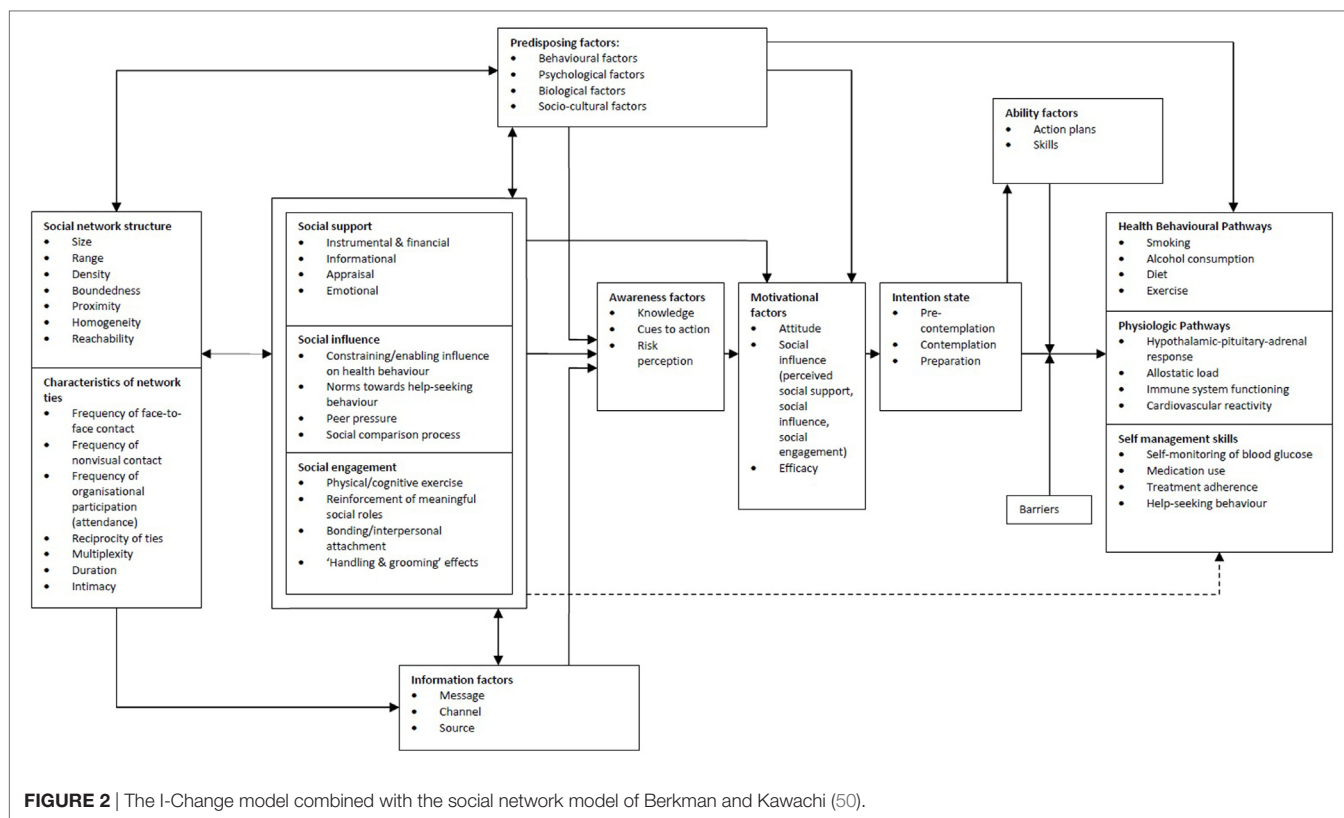 Predisposing factors:
• Behavioural factors
• Psychological factors
• Biological factors
• Socio-cultural factors
Ability factors
• Action plans
• Skills
Social network structure
• Size
• Range
• Density
• Boundedness
• Proximity
• Homogeneity
• Reachability
Characteristics of network
ties
• Frequency of face-to-
face contact
• Frequency of
nonvisual contact
• Frequency of
organisational
participation
(attendance)
• Reciprocity of ties
• Multiplexity
• Duration
• Intimacy
Social support
• Instrumental & financial
• Informational
• Appraisal
• Emotional
Social influence
• Constraining/enabling influence
on health behaviour
• Norms towards help-seeking
behaviour
• Peer pressure
• Social comparison process
Social engagement
• Physical/cognitive exercise
• Reinforcement of meaningful
social roles
• Bonding/interpersonal
attachment
• ‘Handling & grooming’ effects
Awareness factors
• Knowledge
• Cues to action
• Risk
perception
Motivational
factors
• Attitude
• Social
influence
(perceived
social support,
social
influence,
social
engagement)
• Efficacy
Intention state
• Pre-
contemplation
• Contemplation
• Preparation
Barriers
Health Behavioural Pathways
• Smoking
• Alcohol consumption
• Diet
• Exercise
Physiologic Pathways
• Hypothalamic-pituitary-adrenal
response
• Allostatic load
• Immune system functioning
• Cardiovascular reactivity
Self management skills
• Self-monitoring of blood glucose
• Medication use
• Treatment adherence
• Help-seeking behaviour
Information factors
• Message
• Channel
• Source
FIGURE 2 | The I-Change model combined with the social network model of Berkman and Kawachi (50).